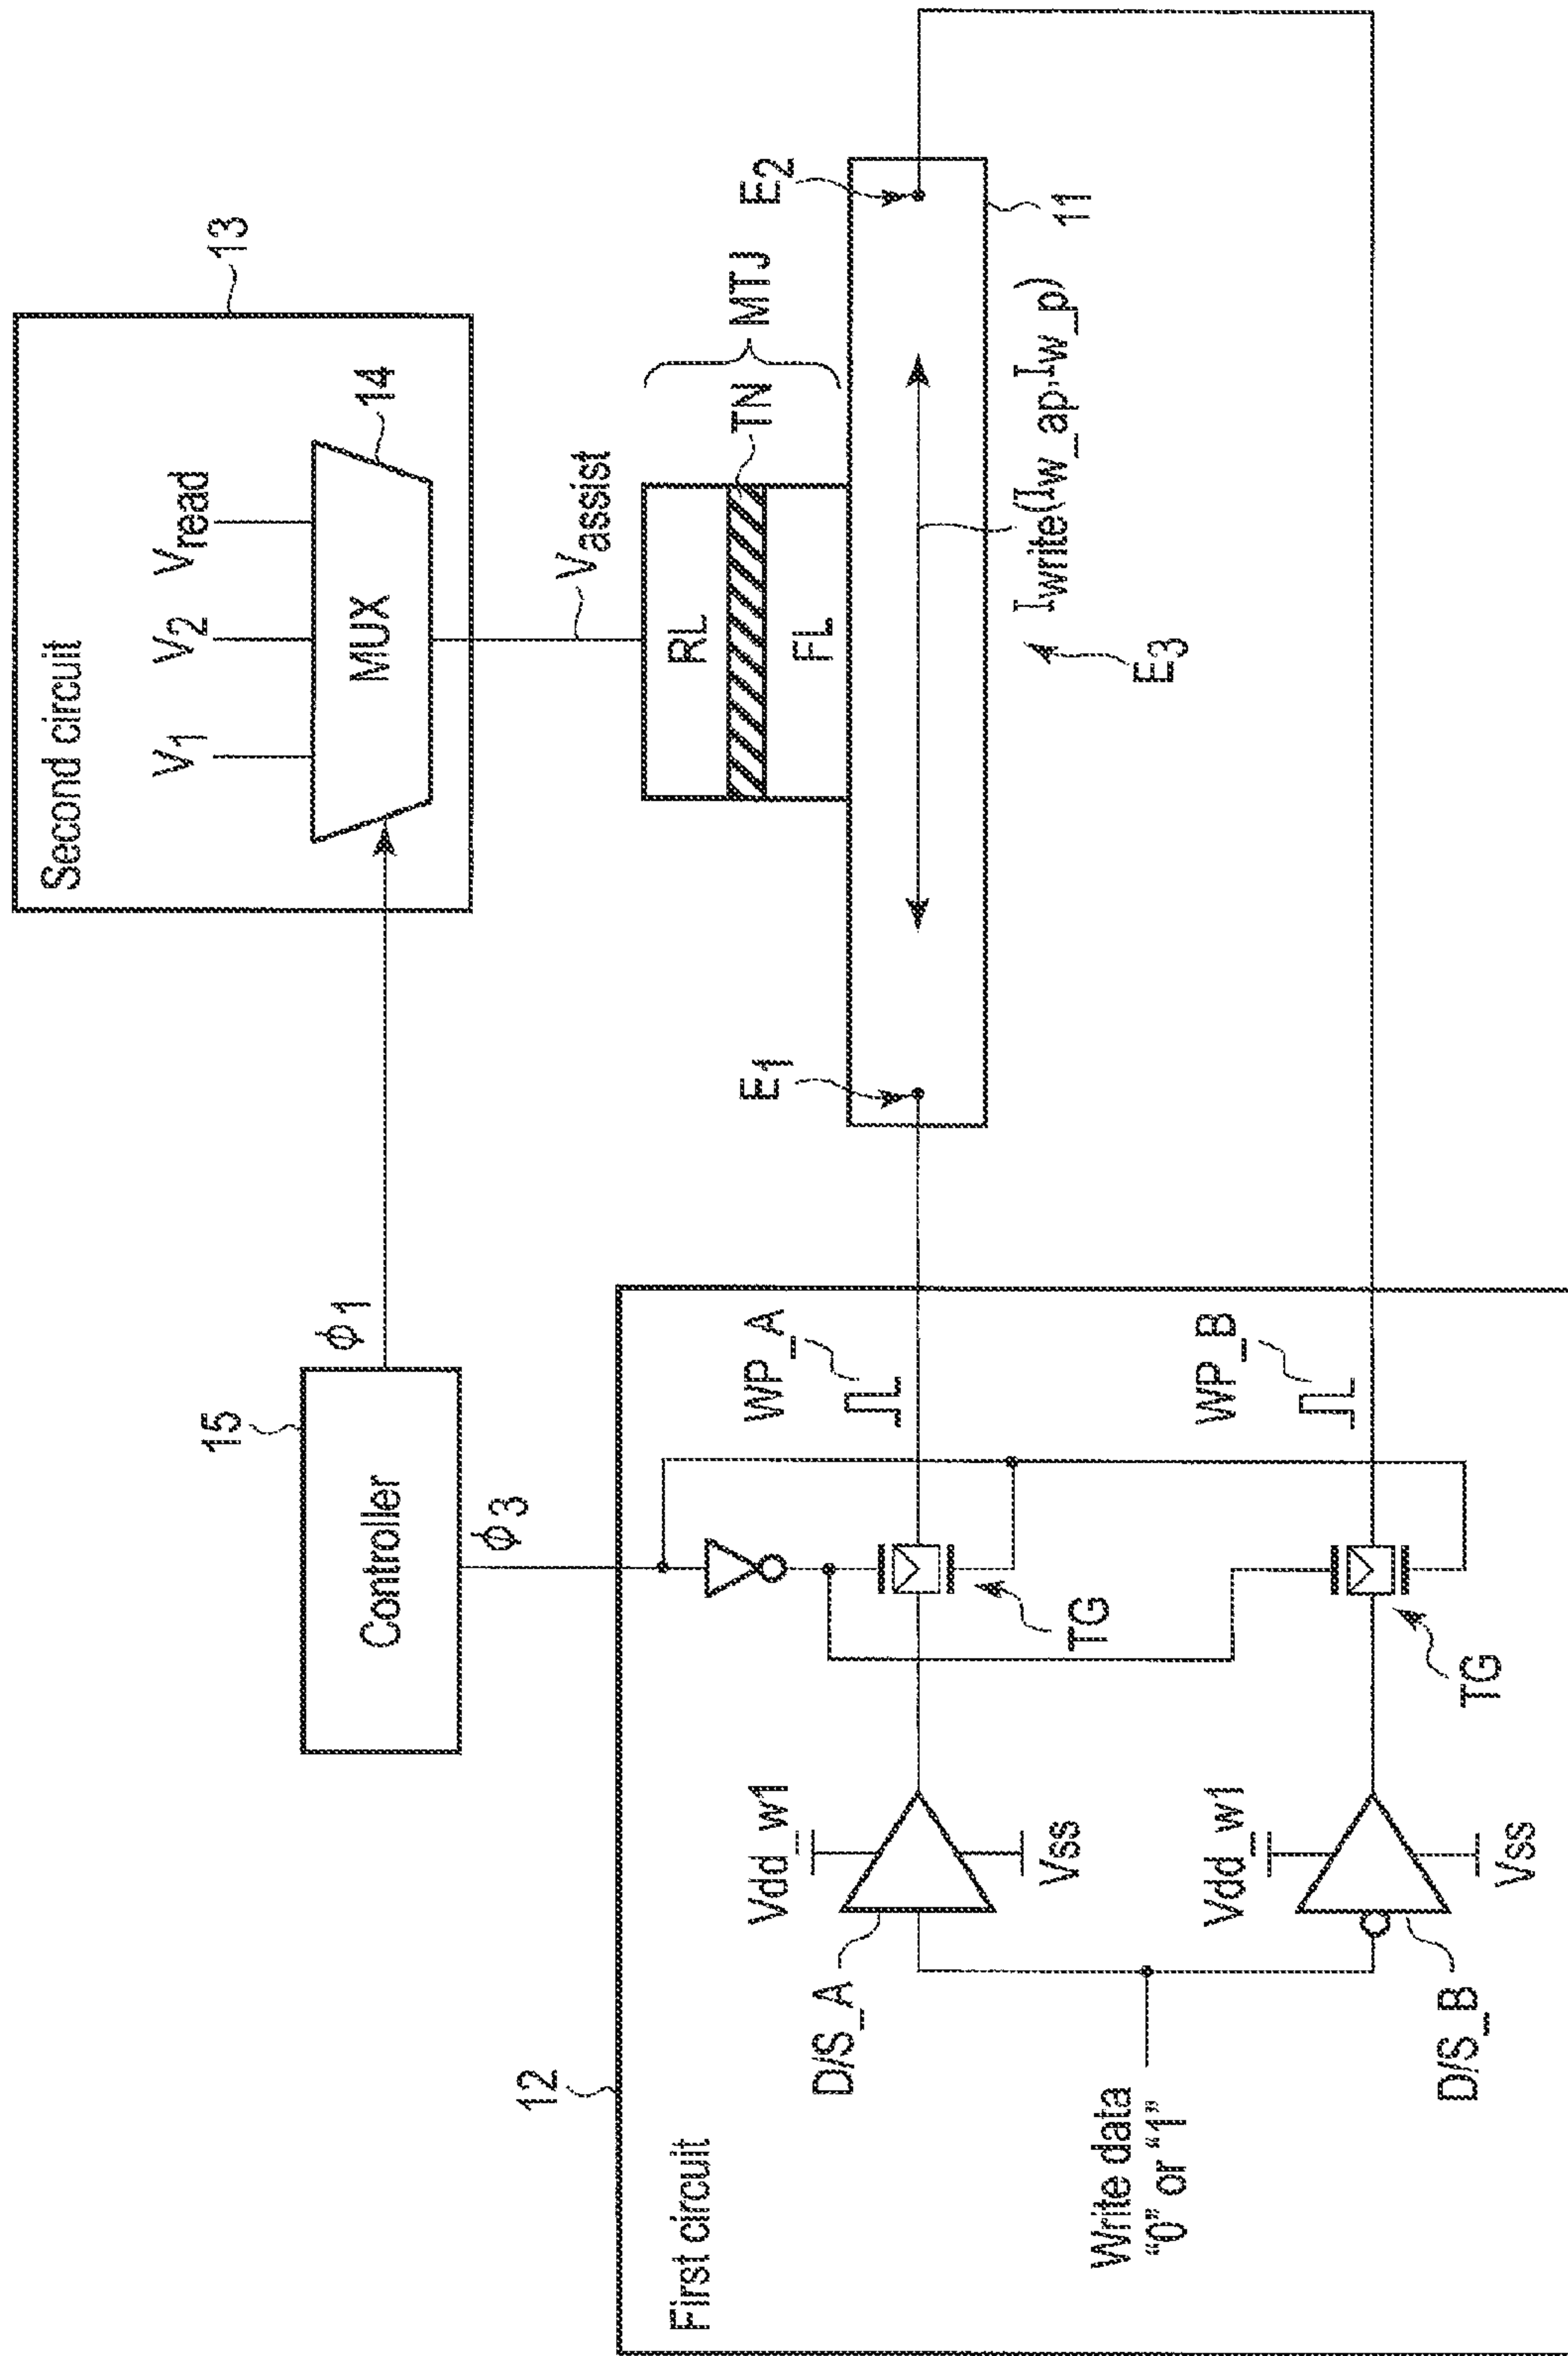 Second circuit
13
V1
V2
Vread
MUX
14
15
Controller
ϕ1
ϕ3
Vassist
RL
TN
FL
MTJ
E1
E2
11
Iwrite(Iw_ap,Iw_p)
E3
12
First circuit
Write data
“0” or “1”
D/S_A
Vdd_w1
Vss
TG
WP_A
D/S_B
Vdd_w1
Vss
TG
WP_B